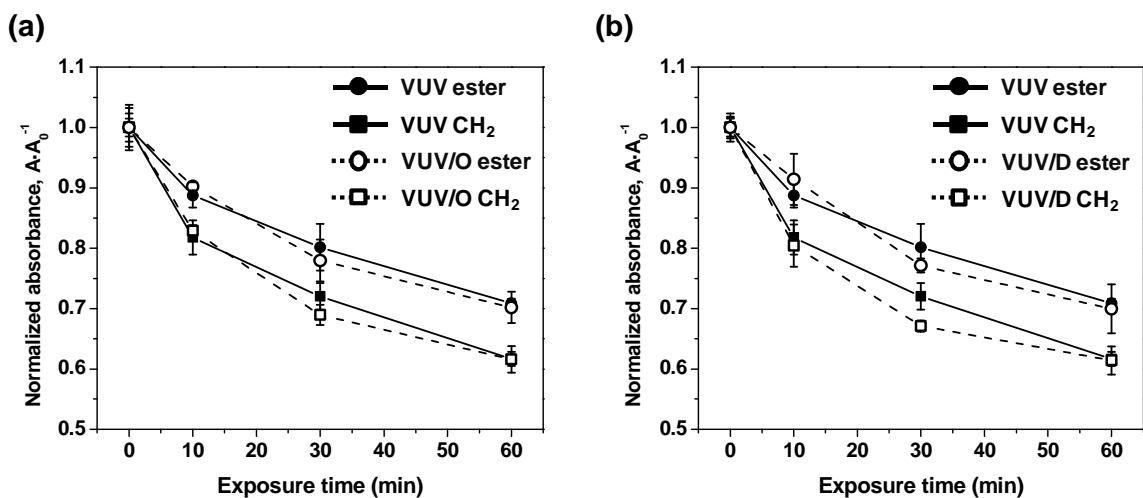 (a)
1.1
1.0
0.9
0.8
0.7
0.6
0.5
Normalized absorbance, A·A₀⁻¹
VUV ester
VUV CH₂
VUV/O ester
VUV/O CH₂
0 10 20 30 40 50 60
Exposure time (min)
(b)
1.1
1.0
0.9
0.8
0.7
0.6
0.5
Normalized absorbance, A·A₀⁻¹
VUV ester
VUV CH₂
VUV/D ester
VUV/D CH₂
0 10 20 30 40 50 60
Exposure time (min)